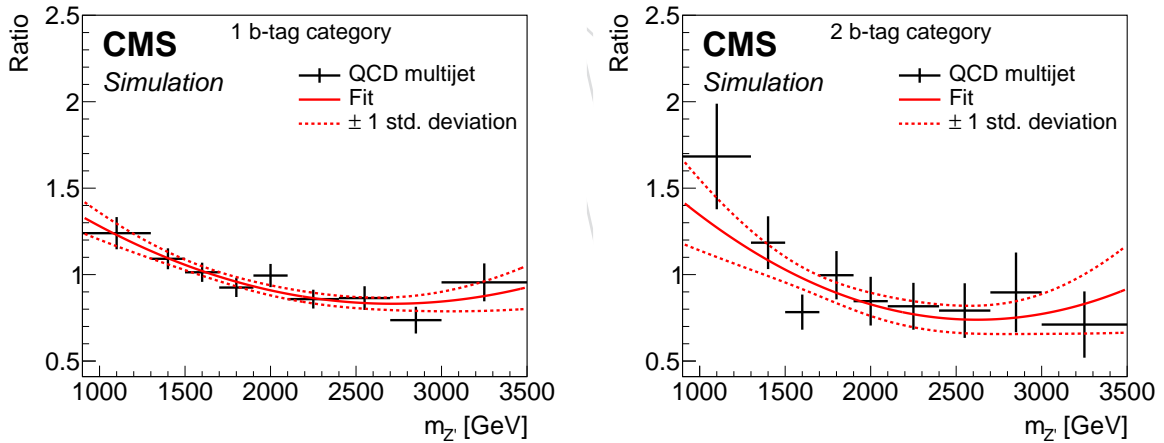 Ratio
2.5
2
1.5
1
0.5
CMS
Simulation
1 b-tag category
QCD multijet
Fit
± 1 std. deviation
1000 1500 2000 2500 3000 3500
m_Z' [GeV]
Ratio
2.5
2
1.5
1
0.5
CMS
Simulation
2 b-tag category
QCD multijet
Fit
± 1 std. deviation
1000 1500 2000 2500 3000 3500
m_Z' [GeV]